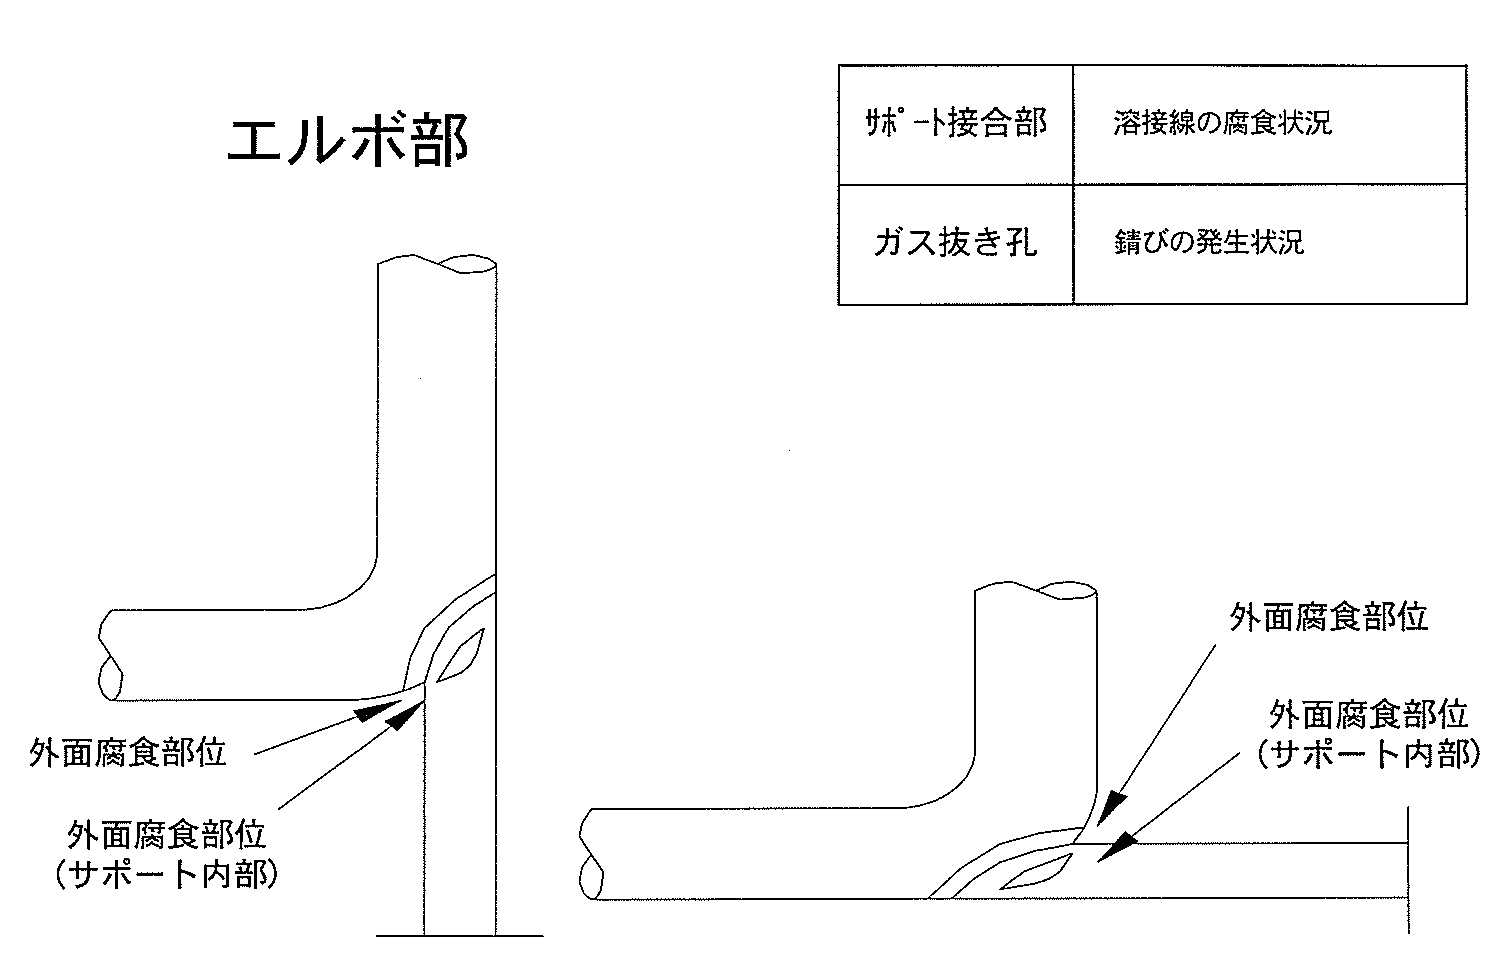 エルボ部
ｻﾎﾟｰﾄ接合部 溶接線の腐食状況
ガス抜き孔 錆びの発生状況
外面腐食部位
外面腐食部位
(サポート内部)
外面腐食部位
外面腐食部位
(サポート内部)